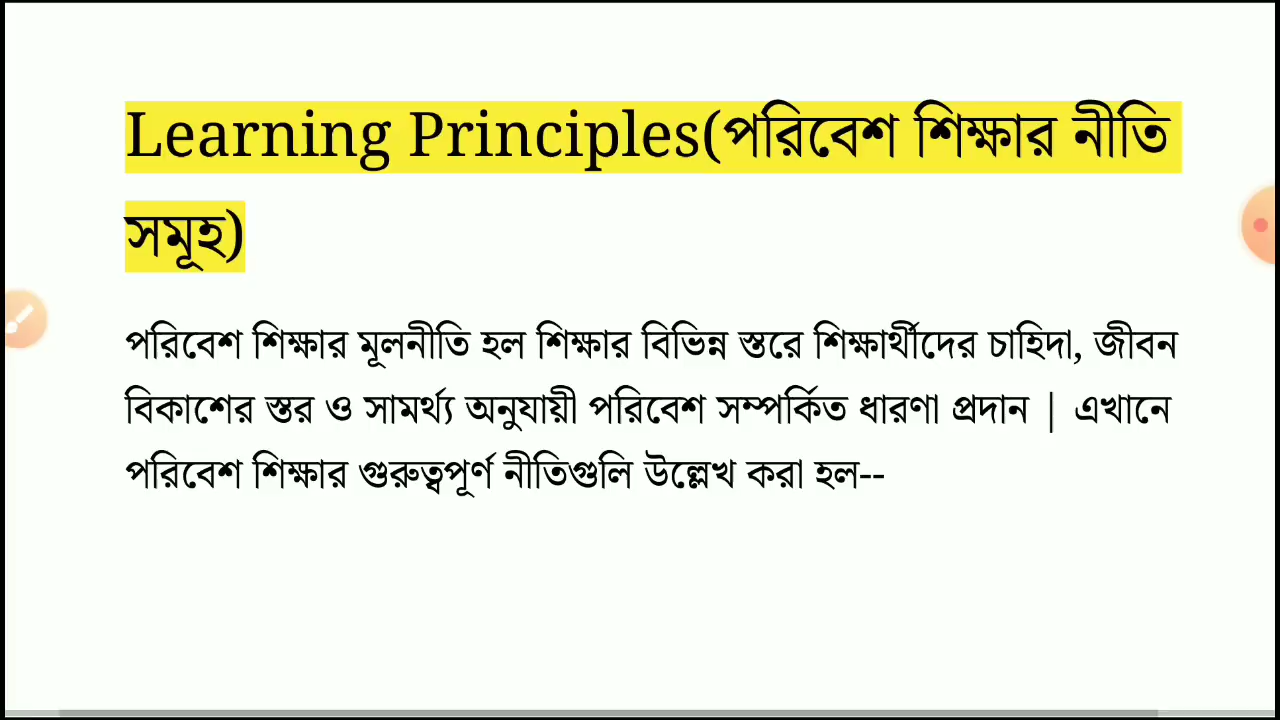 Learning Principles(পরিবেশ শিক্ষার নীতি
সমূহ)
পরিবেশ শিক্ষার মূলনীতি হল শিক্ষার বিভিন্ন স্তরে শিক্ষার্থীদের চাহিদা, জীবন
বিকাশের স্তর ও সামর্থ্য অনুযায়ী পরিবেশ সম্পর্কিত ধারণা প্রদান | এখানে
পরিবেশ শিক্ষার গুরুত্বপূর্ণ নীতিগুলি উল্লেখ করা হল--